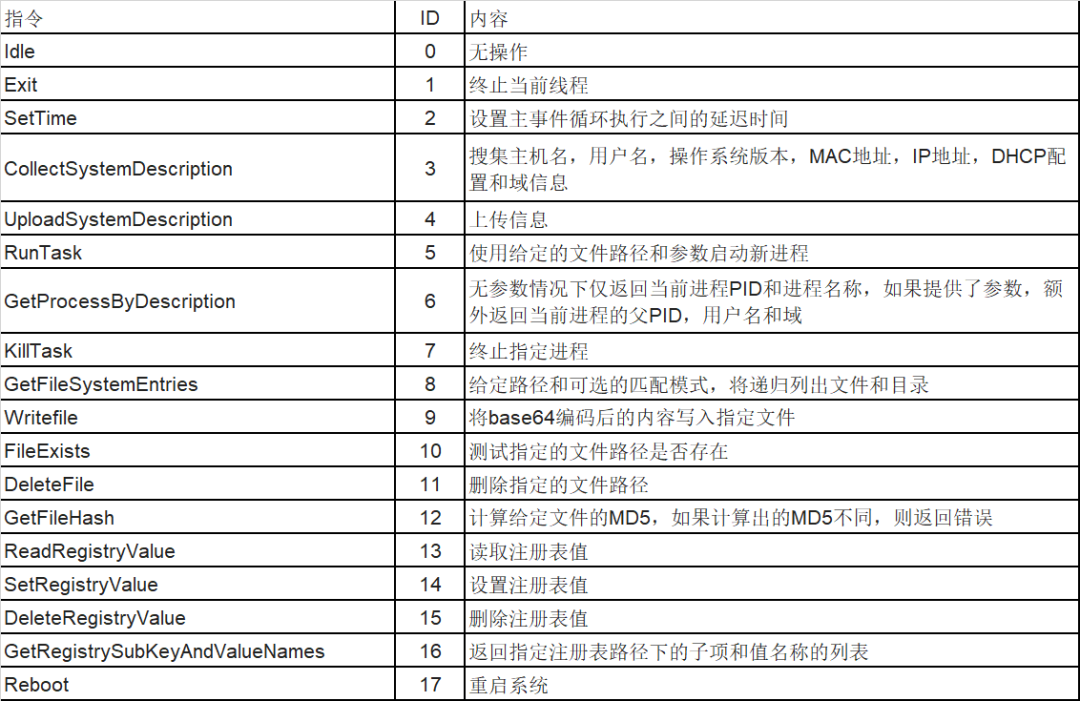 指令 ID 内容
Idle 0 无操作
Exit 1 终止当前线程
SetTime 2 设置主事件循环执行之间的延迟时间
CollectSystemDescription 3 搜集主机名，用户名，操作系统版本，MAC地址，IP地址，DHCP配
置和域信息
UploadSystemDescription 4 上传信息
RunTask 5 使用给定的文件路径和参数启动新进程
GetProcessByDescription 6 无参数情况下仅返回当前进程PID和进程名称，如果提供了参数，额
外返回当前进程的父PID，用户名和域
KillTask 7 终止指定进程
GetFileSystemEntries 8 给定路径和可选的匹配模式，将递归列出文件和目录
Writefile 9 将base64编码后的内容写入指定文件
FileExists 10 测试指定的文件路径是否存在
DeleteFile 11 删除指定的文件路径
GetFileHash 12 计算给定文件的MD5，如果计算出的MD5不同，则返回错误
ReadRegistryValue 13 读取注册表值
SetRegistryValue 14 设置注册表值
DeleteRegistryValue 15 删除注册表值
GetRegistrySubKeyAndValueNames 16 返回指定注册表路径下的子项和值名称的列表
Reboot 17 重启系统